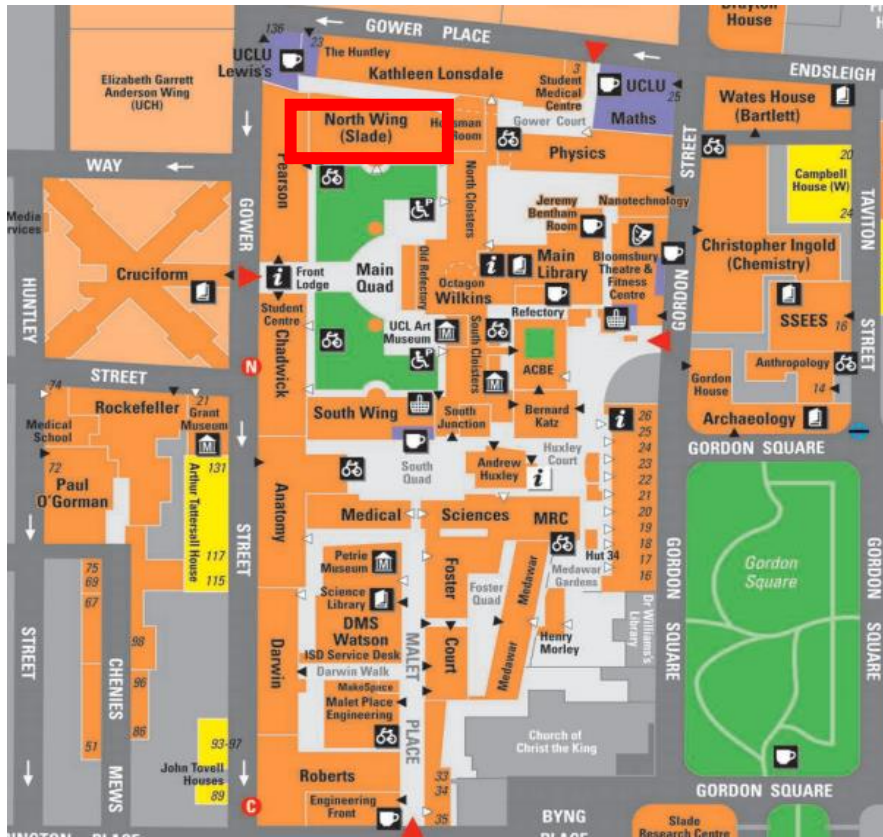 136
23
GOWER PLACE
Drayton
House
UCLU
Lewis's
The Huntley
Kathleen Lonsdale
3
Student
Medical
Centre
UCLU
25
Maths
ENDSLEIGH
Elizabeth Garrett
Anderson Wing
(UCH)
Wates House
(Bartlett)
North Wing
(Slade)
Room
Gower Court
Physics
STREET
WAY
Pearson
North Cloisters
20
Campbell
House (W)
24
TAVITON
Jeremy
Bentham
Room
Nanotechnology
GOWER
Media
HUNTLEY
Cruciform
Front
Lodge
Main
Quad
Old Refectory
Octagon
Wilkins
Main
Library
Bloomsbury
Theatre &
Fitness
Centre
Christopher Ingold
(Chemistry)
GORDON
Refectory
Student
Centre
Chadwick
UCL Art
Museum
South Cloisters
ACBE
SSEES
16
STREET
N
STREET
Anthropology
14
Gordon
House
Archaeology
74
Rockefeller
21
Grant
Museum
Medical
School
72
Paul
O'Gorman
131
Arthur Tattersall House
117
115
South Wing
South
Junction
Bernard
Katz
26
25
24
23
22
21
20
19
18
17
16
GORDON SQUARE
South
Quad
Andrew
Huxley
Huxley
Court
Anatomy
Medical
Sciences
MRC
Hut 34
STREET
Petrie
Museum
Foster
Foster
Quad
Medawar
Medawar
Gardens
GORDON
SQUARE
Gordon
Square
GORDON
SQUARE
75
69
67
Science
Library
DMS
Watson
ISD Service Desk
Darwin
Darwin Walk
MALET
PLACE
Court
Medawar
Henry
Morley
Dr Williams's
Library
STREET
98
96
86
51
CHENIES
MEWS
MakeSpace
Malet Place
Engineering
Church of
Christ the King
93-97
John Tovell
Houses
89
C
Roberts
Engineering
Front
33
34
35
GORDON SQUARE
BYNG
PLACE
Slade
Research Centre
PLACE